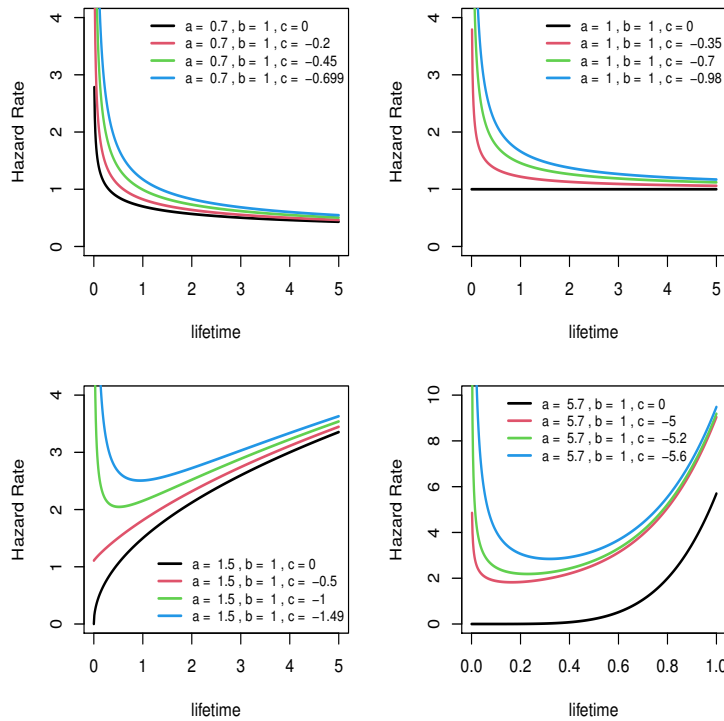 Hazard Rate
4
3
2
1
0
a = 0.7 , b = 1 , c = 0
a = 0.7 , b = 1 , c = −0.2
a = 0.7 , b = 1 , c = −0.45
a = 0.7 , b = 1 , c = −0.699
0 1 2 3 4 5
lifetime
Hazard Rate
4
3
2
1
0
a = 1 , b = 1 , c = 0
a = 1 , b = 1 , c = −0.35
a = 1 , b = 1 , c = −0.7
a = 1 , b = 1 , c = −0.98
0 1 2 3 4 5
lifetime
Hazard Rate
4
3
2
1
0
a = 1.5 , b = 1 , c = 0
a = 1.5 , b = 1 , c = −0.5
a = 1.5 , b = 1 , c = −1
a = 1.5 , b = 1 , c = −1.49
0 1 2 3 4 5
lifetime
Hazard Rate
10
8
6
4
2
0
a = 5.7 , b = 1 , c = 0
a = 5.7 , b = 1 , c = −5
a = 5.7 , b = 1 , c = −5.2
a = 5.7 , b = 1 , c = −5.6
0.0 0.2 0.4 0.6 0.8 1.0
lifetime